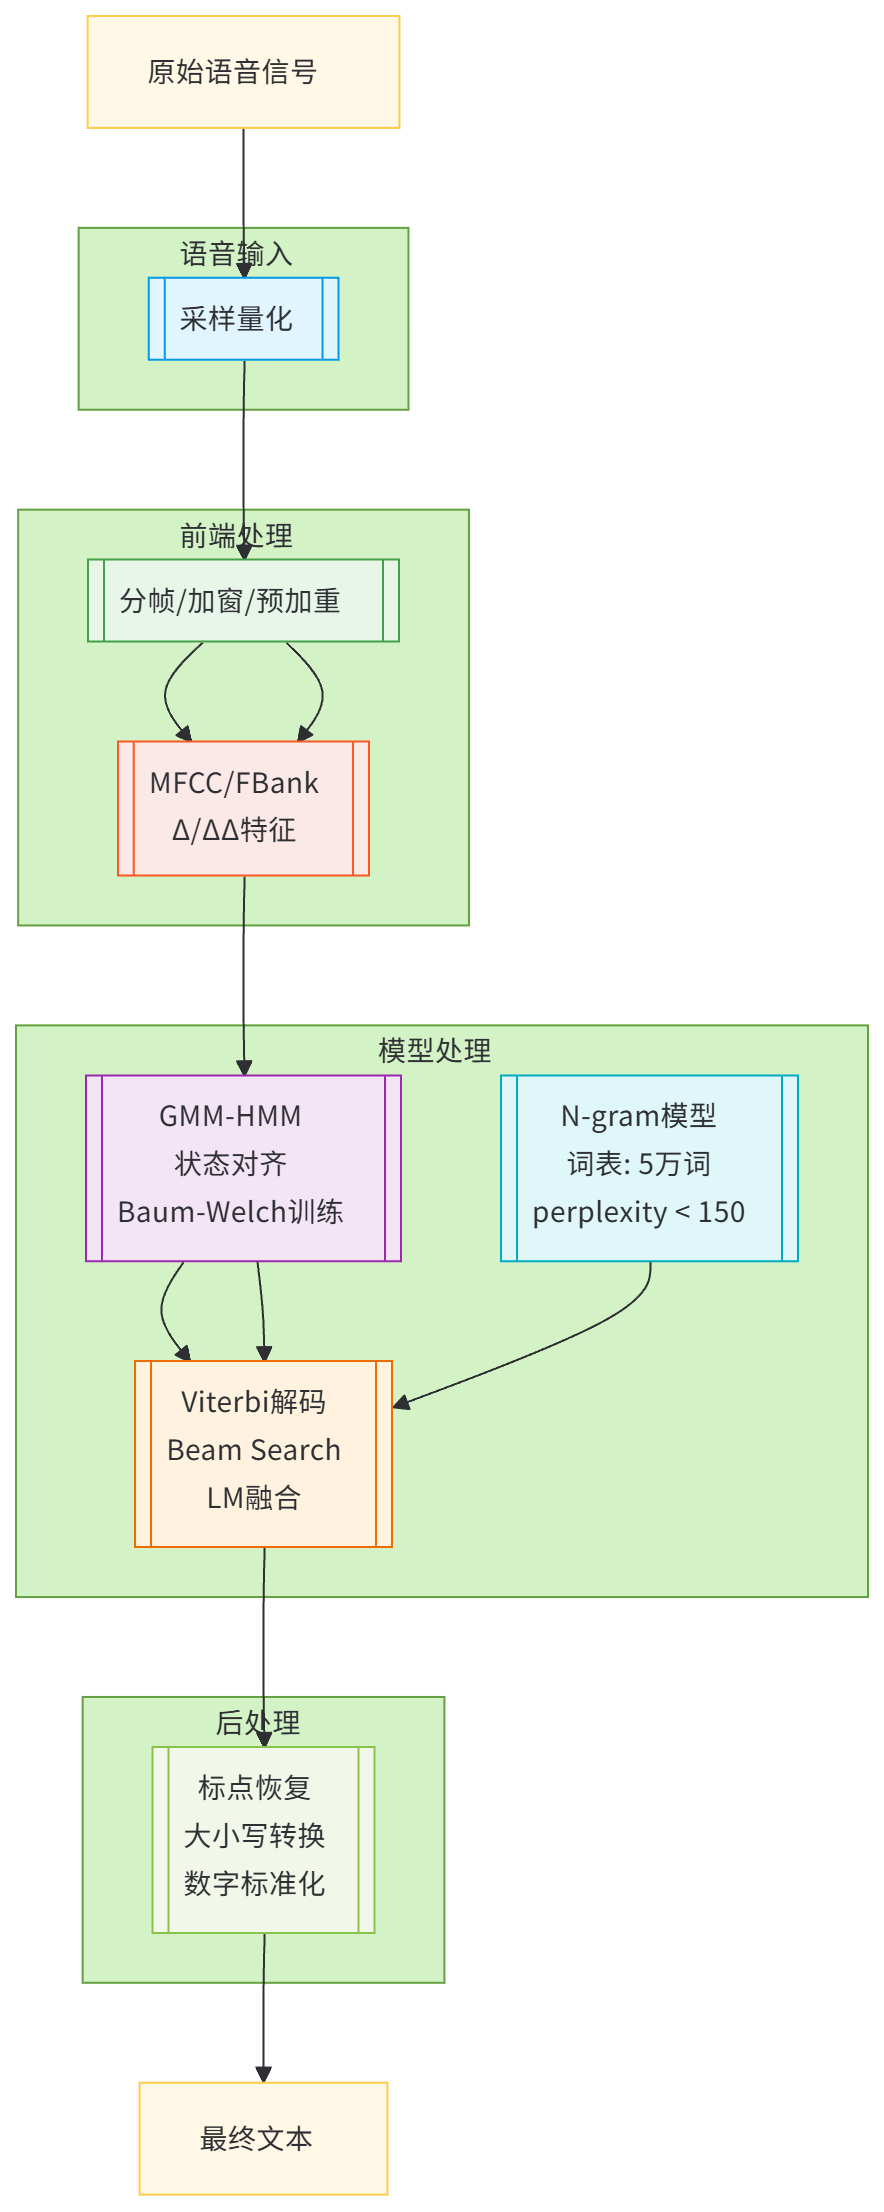 原始语音信号
语音输入
采样量化
前端处理
分帧/加窗/预加重
MFCC/FBank
Δ/ΔΔ特征
模型处理
GMM-HMM
状态对齐
Baum-Welch训练
N-gram模型
词表: 5万词
perplexity < 150
Viterbi解码
Beam Search
LM融合
后处理
标点恢复
大小写转换
数字标准化
最终文本